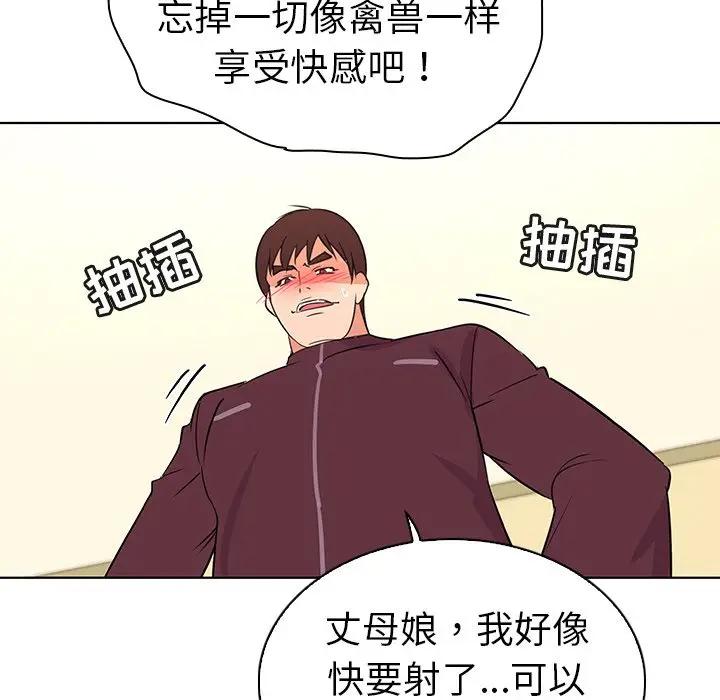 忘掉一切像禽兽一样
享受快感吧！
抽插
抽插
丈母娘，我好像
快要射了...可以